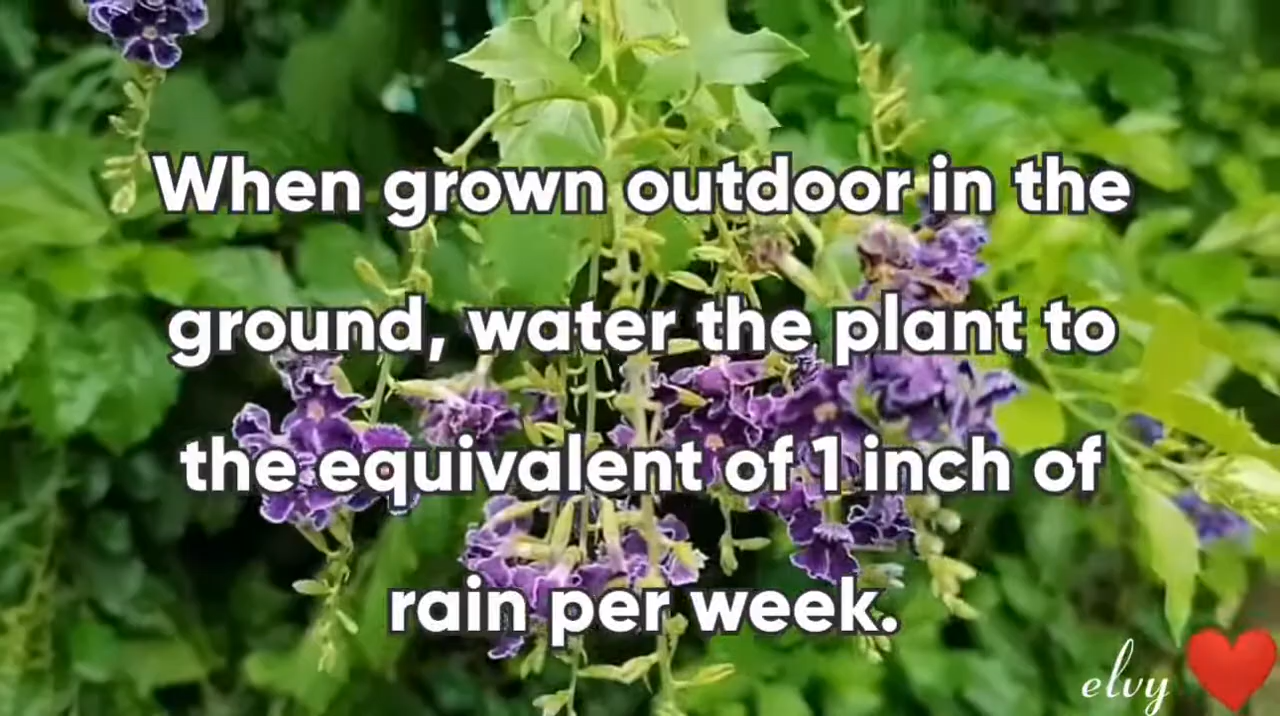 When grown outdoor in the
ground, water the plant to
the equivalent of 1 inch of
rain per week.
elvy